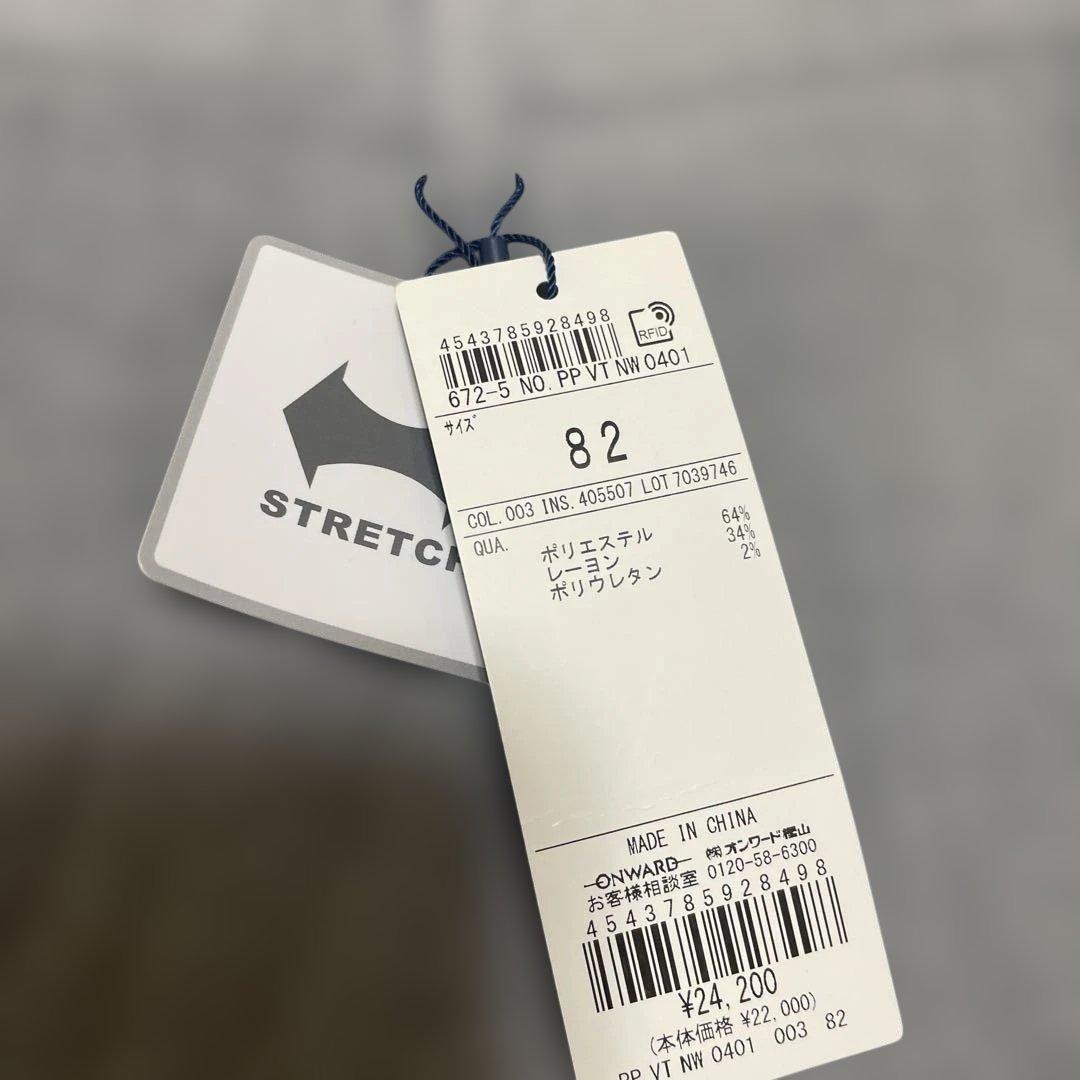 STRETCH
4543785928498
RFID
672-5 NO. PP VT NW 0401
サイズ
82
COL. 003 INS. 405507 LOT 7039746
QUA. ポリエステル 64%
レーヨン 34%
ポリウレタン 2%
MADE IN CHINA
ONWARD ㈱オンワード樫山
お客様相談室 0120-58-6300
4543785928498
¥24,200
(本体価格 ¥22,000)
PP VT NW 0401 003 82